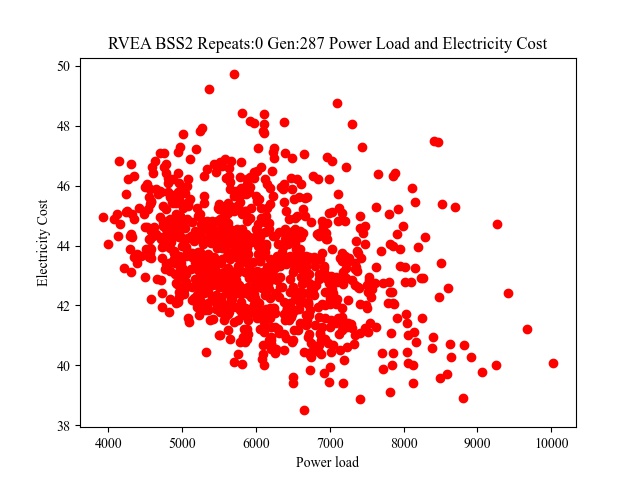 RVEA BSS2 Repeats:0 Gen:287 Power Load and Electricity Cost
50
48
46
44
42
40
38
Electricity Cost
4000 5000 6000 7000 8000 9000 10000
Power load